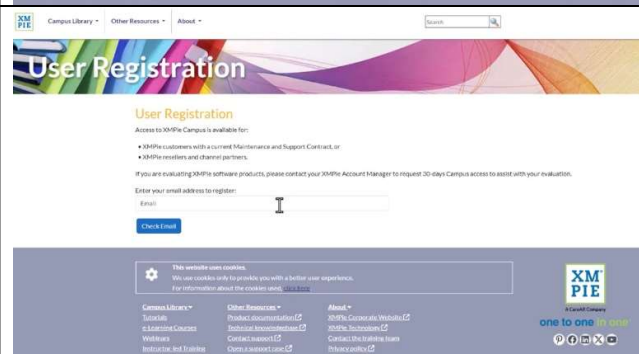 XM
PIE
Campus Library
Other Resources
About
Search
User Registration
User Registration
Access to XMPie Campus is available for:
• XMPie customers with a current Maintenance and Support Contract, or
• XMPie resellers and channel partners.
If you are evaluating XMPie software products, please contact your XMPie Account Manager to request 30-days Campus access to assist with your evaluation.
Enter your email address to register:
Email
Check Email
This website uses cookies.
We use cookies only to provide you with a better user experience.
For information about the cookies used, click here
Campus Library
Other Resources
About
Tutorials
Product documentation
XMPie Corporate Website
e-Learning Courses
Technical knowledgebase
XMPie Technology
Webinars
Contact support
Contact the training team
Instructor-led Training
Open a support case
Privacy policy
XM
PIE
A CareAR Company
one to one in one